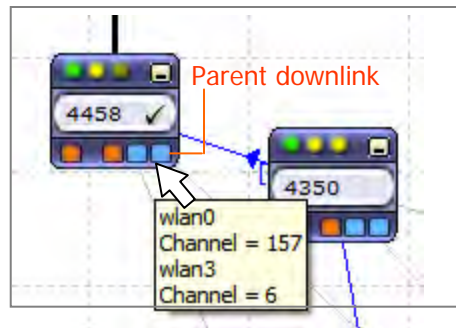 Parent downlink
4458
4350
wlan0
Channel = 157
wlan3
Channel = 6